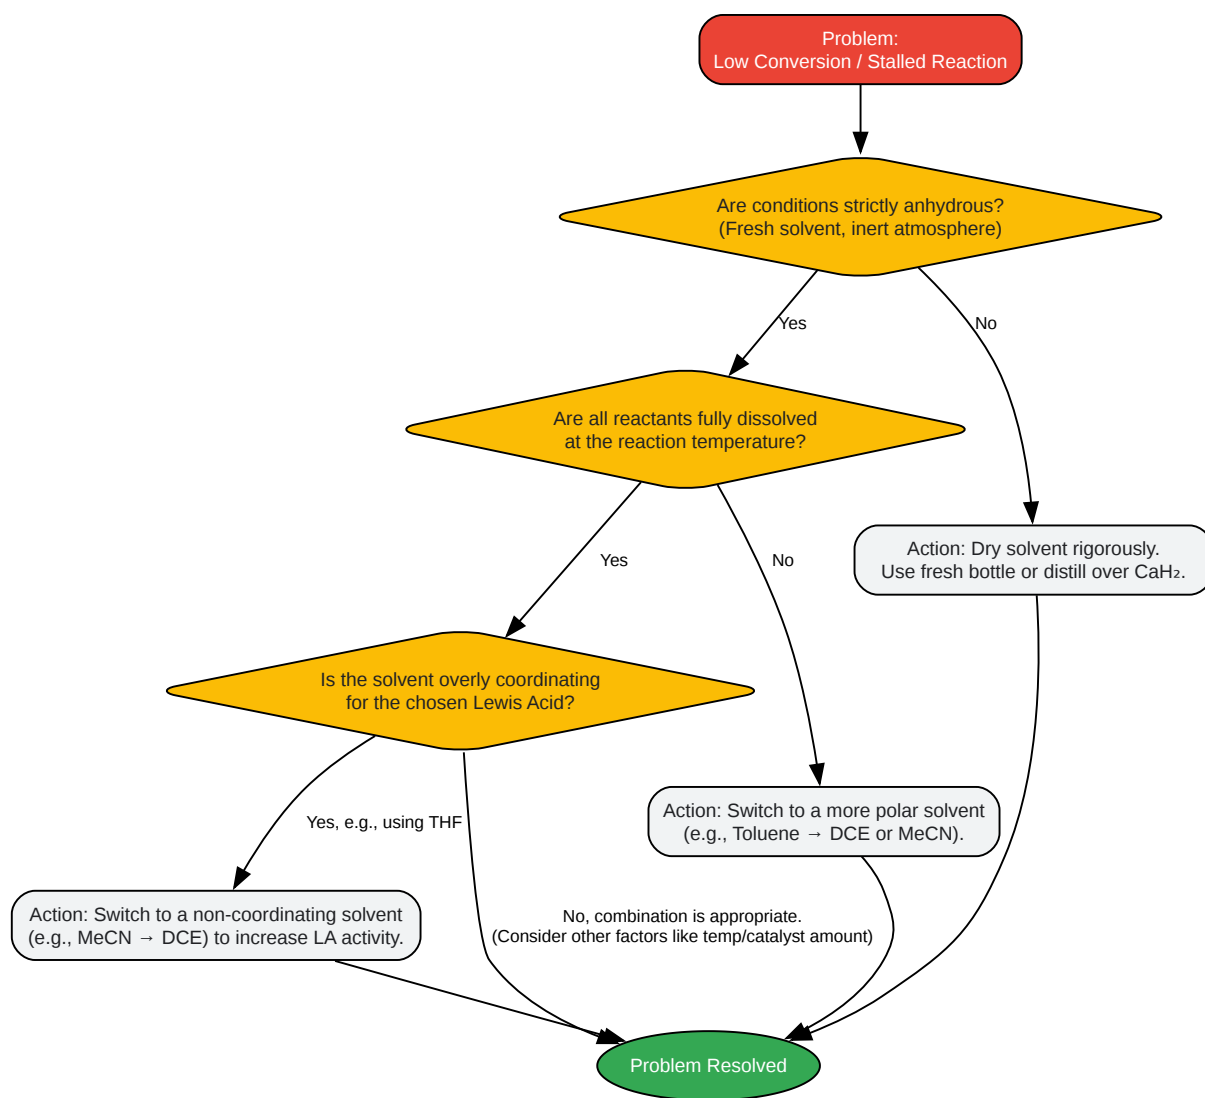 Problem:
Low Conversion / Stalled Reaction
Are conditions strictly anhydrous?
(Fresh solvent, inert atmosphere)
Yes
No
Are all reactants fully dissolved
at the reaction temperature?
Action: Dry solvent rigorously.
Use fresh bottle or distill over CaH₂.
Yes
No
Is the solvent overly coordinating
for the chosen Lewis Acid?
Yes, e.g., using THF
Action: Switch to a more polar solvent
(e.g., Toluene → DCE or MeCN).
Action: Switch to a non-coordinating solvent
(e.g., MeCN → DCE) to increase LA activity.
No, combination is appropriate.
(Consider other factors like temp/catalyst amount)
Problem Resolved